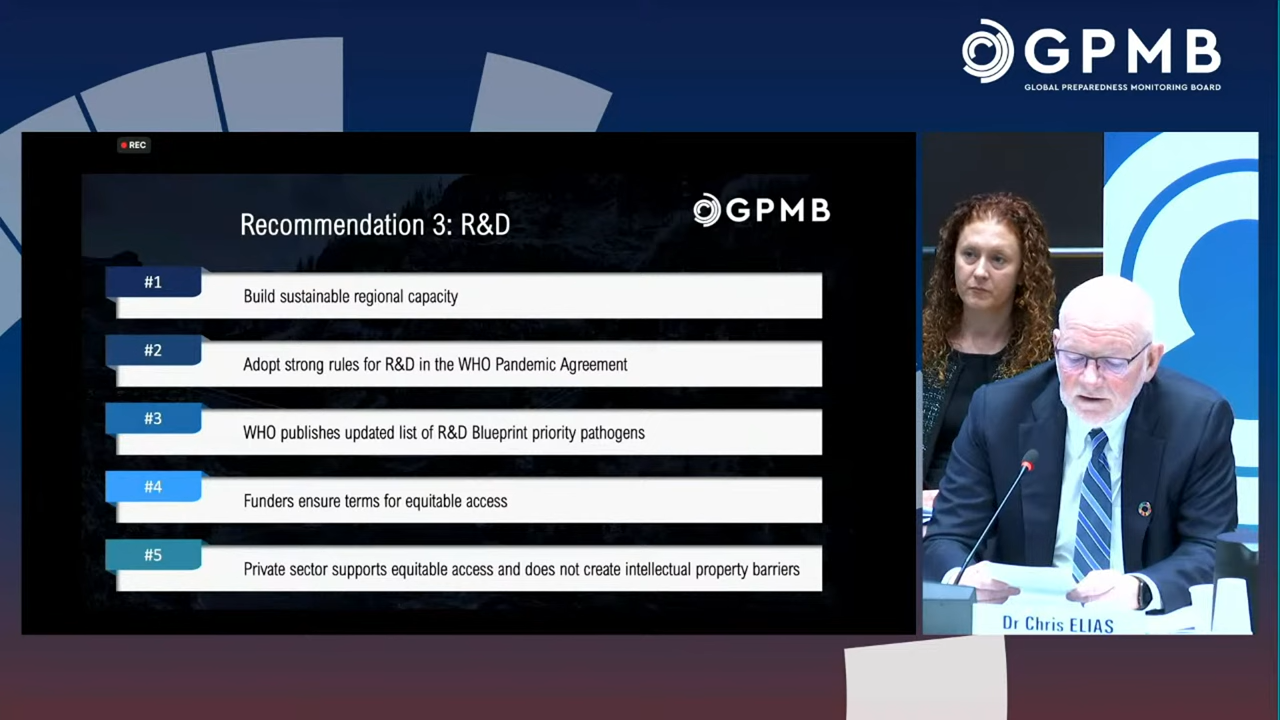 GPMB
GLOBAL PREPAREDNESS MONITORING BOARD
REC
Recommendation 3: R&D
GPMB
#1
Build sustainable regional capacity
#2
Adopt strong rules for R&D in the WHO Pandemic Agreement
#3
WHO publishes updated list of R&D Blueprint priority pathogens
#4
Funders ensure terms for equitable access
#5
Private sector supports equitable access and does not create intellectual property barriers
Dr Chris ELIAS